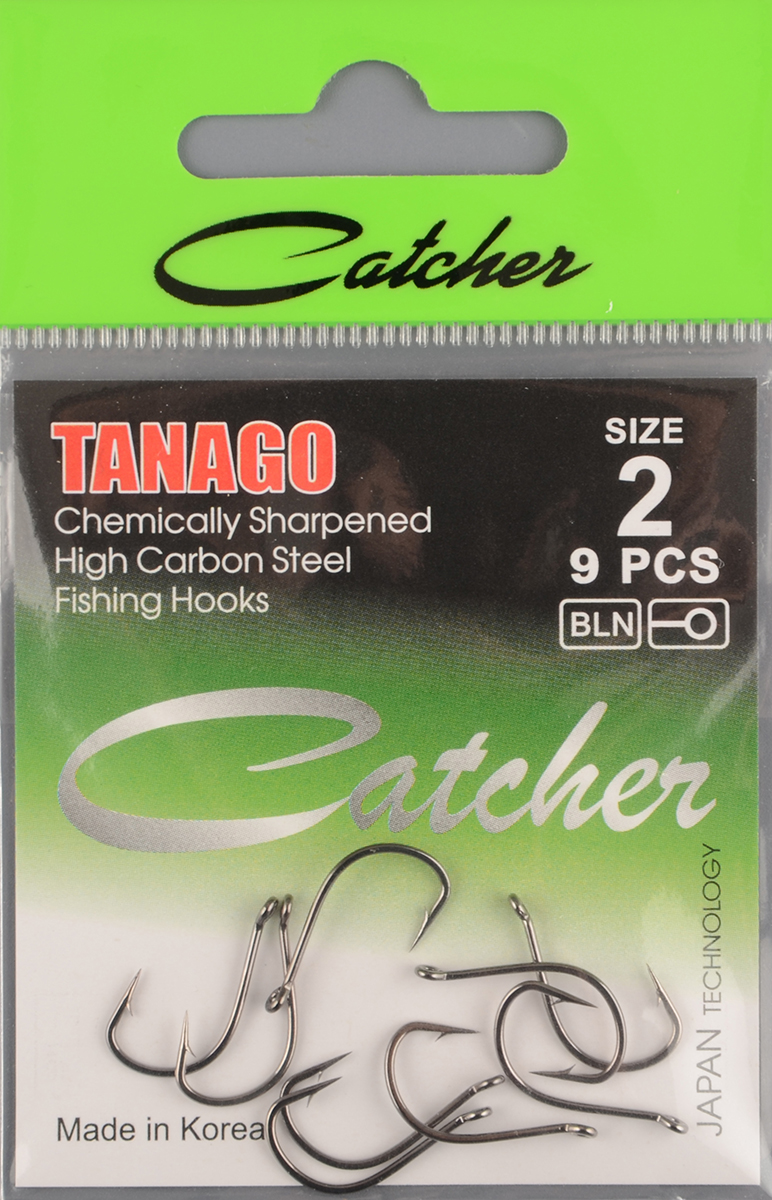 Catcher
TANAGO
Chemically Sharpened
High Carbon Steel
Fishing Hooks
SIZE
2
9 PCS
BLN
Catcher
JAPAN TECHNOLOGY
Made in Korea